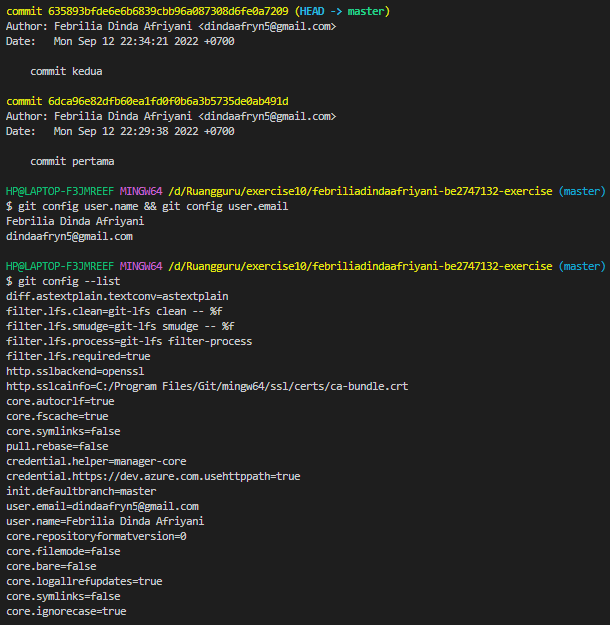 commit 635893bfde6e6b6839cbb96a087308d6fe0a7209 (HEAD -> master)
Author: Febrilia Dinda Afriyani <dindaafryn5@gmail.com>
Date:   Mon Sep 12 22:34:21 2022 +0700
commit kedua
commit 6dca96e82dfb60ea1fd0f0b6a3b5735de0ab491d
Author: Febrilia Dinda Afriyani <dindaafryn5@gmail.com>
Date:   Mon Sep 12 22:29:38 2022 +0700
commit pertama
HP@LAPTOP-F3JMREEF MINGW64 /d/Ruangguru/exercise10/febriliadindaafriyani-be2747132-exercise (master)
$ git config user.name && git config user.email
Febrilia Dinda Afriyani
dindaafryn5@gmail.com
HP@LAPTOP-F3JMREEF MINGW64 /d/Ruangguru/exercise10/febriliadindaafriyani-be2747132-exercise (master)
$ git config --list
diff.astextplain.textconv=astextplain
filter.lfs.clean=git-lfs clean -- %f
filter.lfs.smudge=git-lfs smudge -- %f
filter.lfs.process=git-lfs filter-process
filter.lfs.required=true
http.sslbackend=openssl
http.sslcainfo=C:/Program Files/Git/mingw64/ssl/certs/ca-bundle.crt
core.autocrlf=true
core.fscache=true
core.symlinks=false
pull.rebase=false
credential.helper=manager-core
credential.https://dev.azure.com.usehttppath=true
init.defaultbranch=master
user.email=dindaafryn5@gmail.com
user.name=Febrilia Dinda Afriyani
core.repositoryformatversion=0
core.filemode=false
core.bare=false
core.logallrefupdates=true
core.symlinks=false
core.ignorecase=true